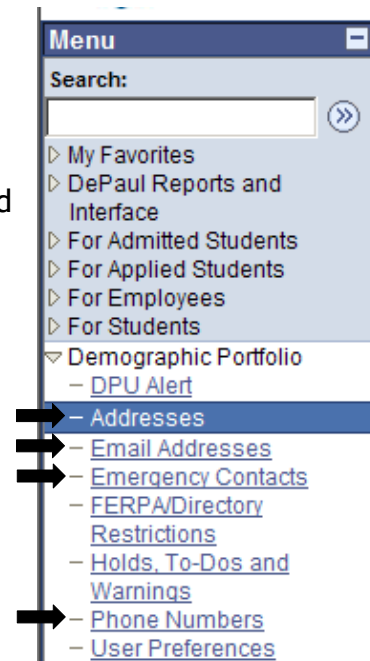 Menu
Search:
▷ My Favorites
▷ DePaul Reports and
Interface
d
▷ For Admitted Students
▷ For Applied Students
▷ For Employees
▷ For Students
▽ Demographic Portfolio
– DPU Alert
– Addresses
– Email Addresses
– Emergency Contacts
– FERPA/Directory
Restrictions
– Holds, To-Dos and
Warnings
– Phone Numbers
– User Preferences